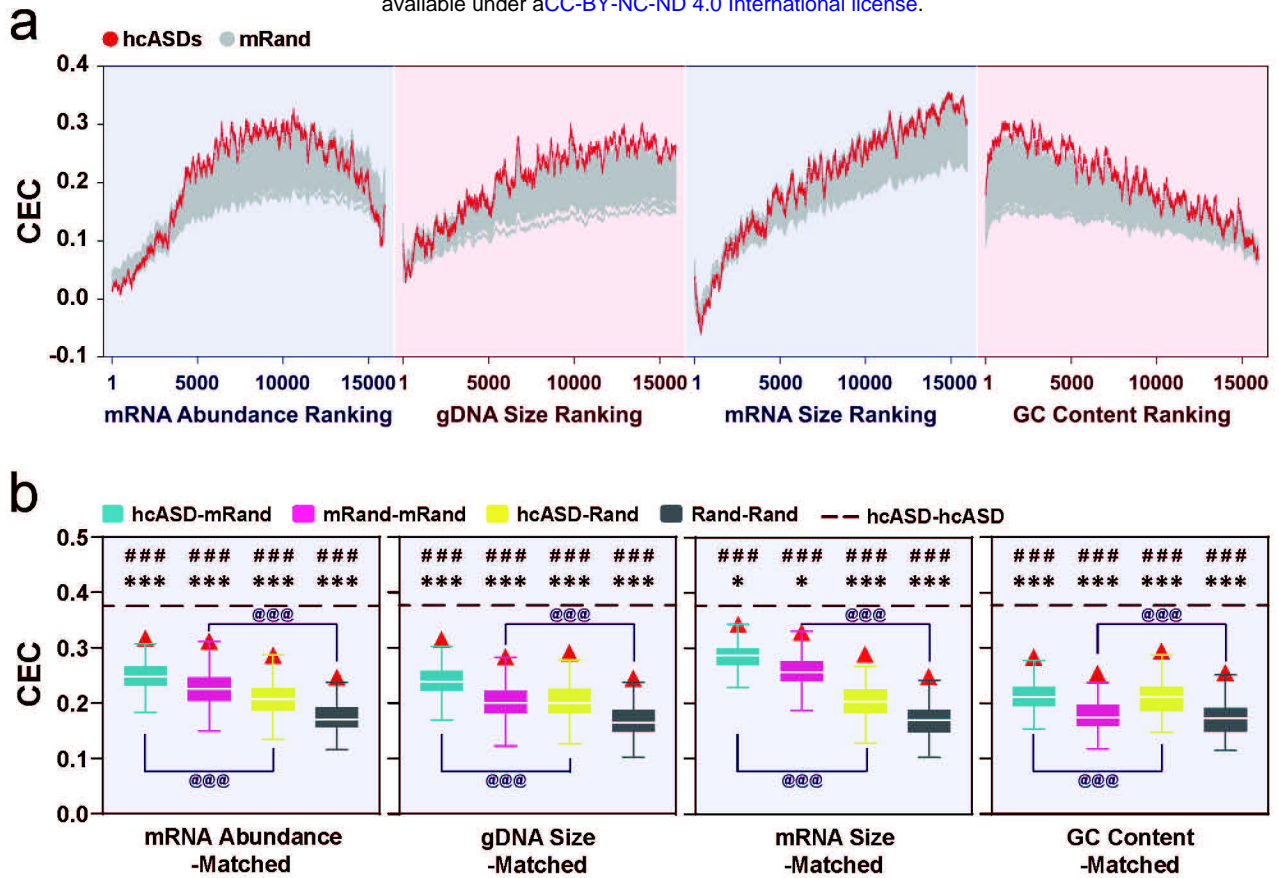 available under aCC-BY-NC-ND 4.0 International license.
a
hcASDs mRand
0.4
0.3
0.2
0.1
0.0
-0.1
CEC
1 5000 10000 15000 1 5000 10000 15000 1 5000 10000 15000 1 5000 10000 15000
mRNA Abundance Ranking gDNA Size Ranking mRNA Size Ranking GC Content Ranking
b
hcASD-mRand mRand-mRand hcASD-Rand Rand-Rand hcASD-hcASD
0.5
0.4
0.3
0.2
0.1
0.0
CEC
### ### ### ### ### ### ### ### ### ### ### ### ### ### ### ###
*** *** *** *** *** *** *** *** * * *** *** *** *** *** ***
@@@ @@@ @@@ @@@
@@@ @@@ @@@ @@@
mRNA Abundance gDNA Size mRNA Size GC Content
-Matched -Matched -Matched -Matched